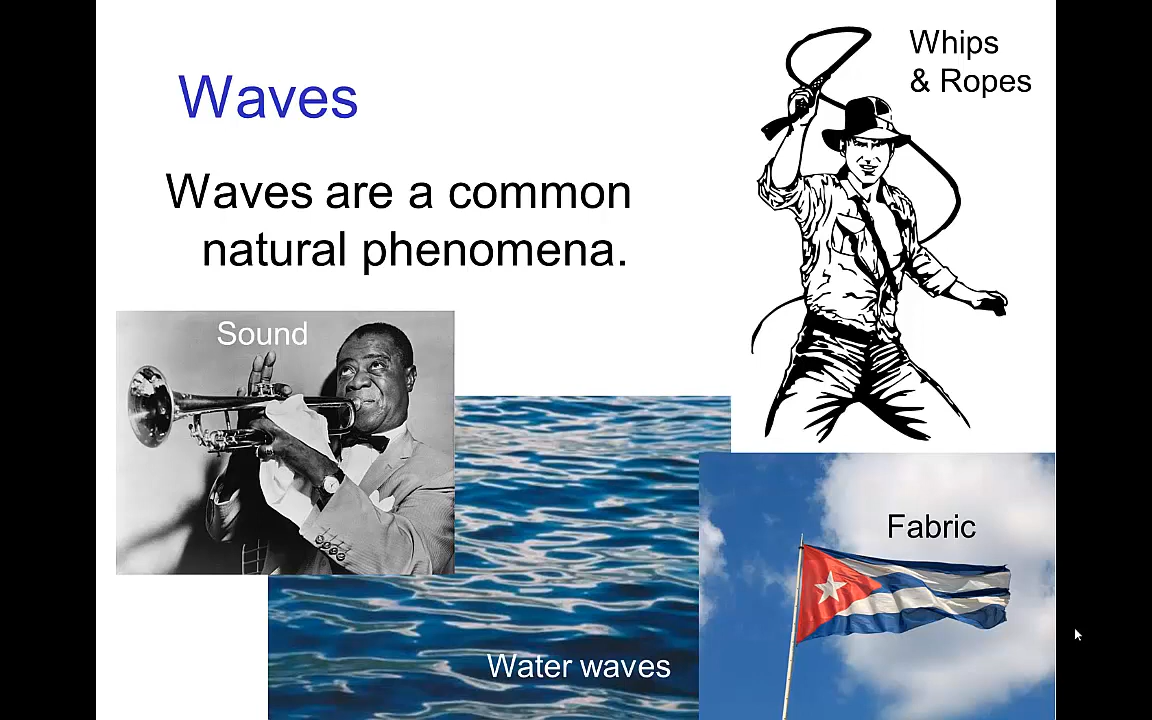 Waves
Whips
& Ropes
Waves are a common
natural phenomena.
Sound
Fabric
Water waves